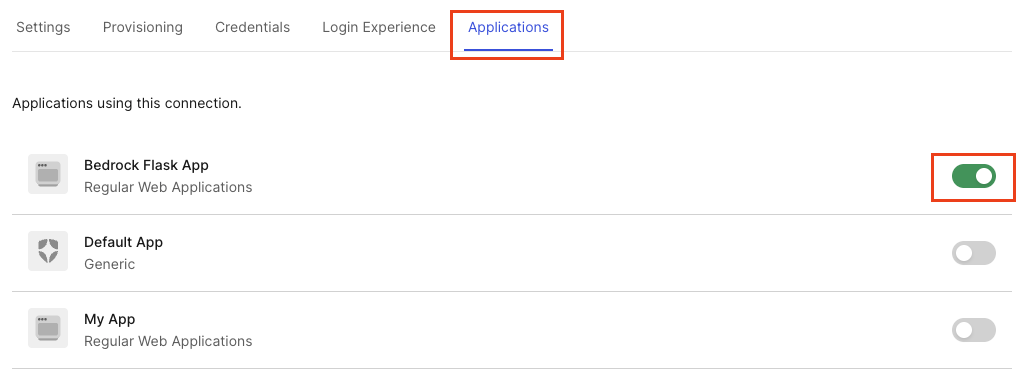 Settings Provisioning Credentials Login Experience Applications
Applications using this connection.
Bedrock Flask App
Regular Web Applications
Default App
Generic
My App
Regular Web Applications